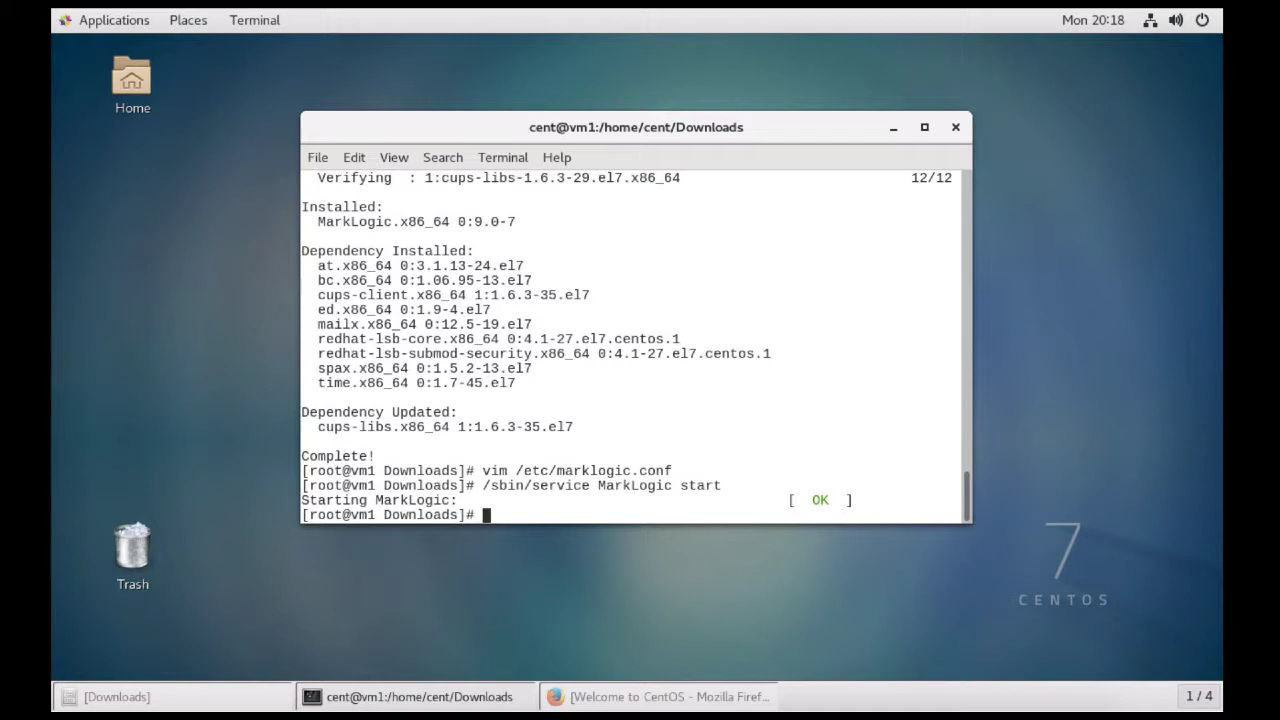 Applications Places Terminal Mon 20:18
Home
cent@vm1:/home/cent/Downloads
File Edit View Search Terminal Help
Verifying : 1:cups-libs-1.6.3-29.el7.x86_64 12/12
Installed:
MarkLogic.x86_64 0:9.0-7
Dependency Installed:
at.x86_64 0:3.1.13-24.el7
bc.x86_64 0:1.06.95-13.el7
cups-client.x86_64 1:1.6.3-35.el7
ed.x86_64 0:1.9-4.el7
mailx.x86_64 0:12.5-19.el7
redhat-lsb-core.x86_64 0:4.1-27.el7.centos.1
redhat-lsb-submod-security.x86_64 0:4.1-27.el7.centos.1
spax.x86_64 0:1.5.2-13.el7
time.x86_64 0:1.7-45.el7
Dependency Updated:
cups-libs.x86_64 1:1.6.3-35.el7
Complete!
[root@vm1 Downloads]# vim /etc/marklogic.conf
[root@vm1 Downloads]# /sbin/service MarkLogic start
Starting MarkLogic: [ OK ]
[root@vm1 Downloads]#
Trash
7
CENTOS
[Downloads] cent@vm1:/home/cent/Downloads [Welcome to CentOS - Mozilla Firef... 1 / 4